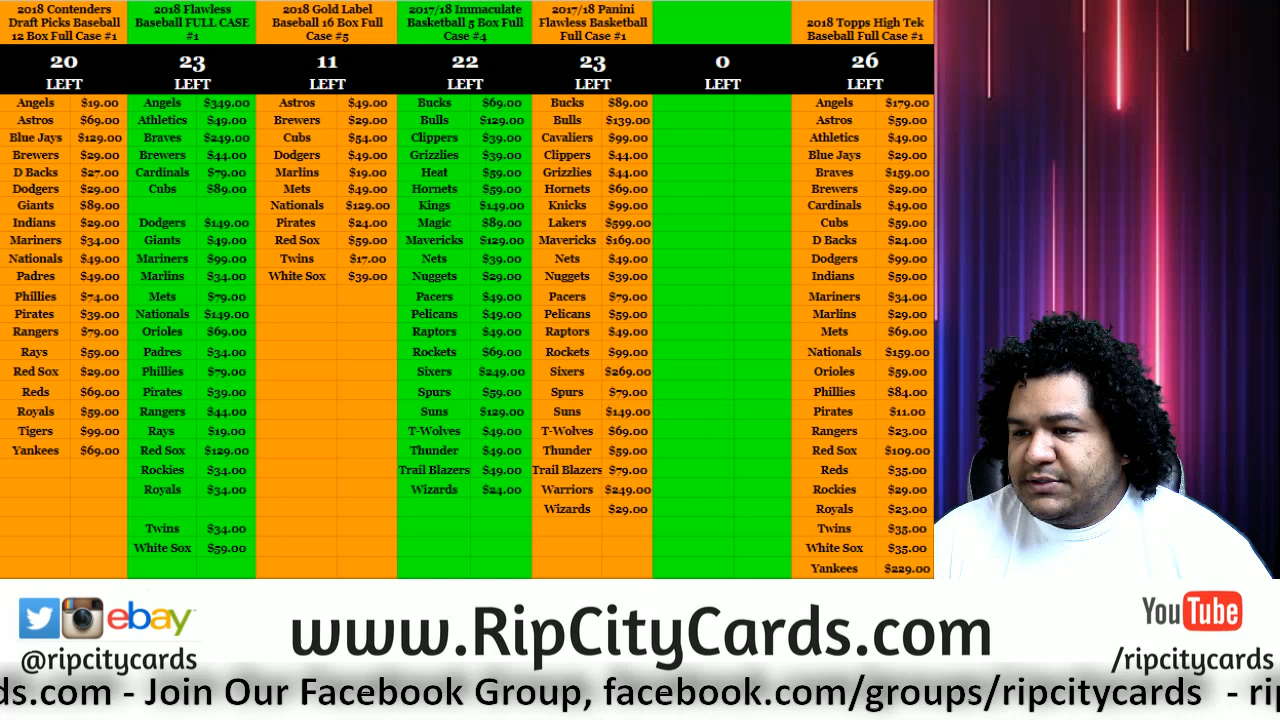 2018 Contenders
Draft Picks Baseball
12 Box Full Case #1
20
LEFT
Angels $19.00
Astros $69.00
Blue Jays $129.00
Brewers $29.00
D Backs $27.00
Dodgers $29.00
Giants $89.00
Indians $29.00
Mariners $34.00
Nationals $49.00
Padres $49.00
Phillies $74.00
Pirates $39.00
Rangers $79.00
Rays $59.00
Red Sox $29.00
Reds $69.00
Royals $59.00
Tigers $99.00
Yankees $69.00
2018 Flawless
Baseball FULL CASE
#1
23
LEFT
Angels $349.00
Athletics $49.00
Braves $249.00
Brewers $44.00
Cardinals $79.00
Cubs $89.00
Dodgers $149.00
Giants $49.00
Mariners $99.00
Marlins $34.00
Mets $79.00
Nationals $149.00
Orioles $69.00
Padres $34.00
Phillies $79.00
Pirates $39.00
Rangers $44.00
Rays $19.00
Red Sox $129.00
Rockies $34.00
Royals $34.00
Twins $34.00
White Sox $59.00
2018 Gold Label
Baseball 16 Box Full
Case #5
11
LEFT
Astros $49.00
Brewers $29.00
Cubs $54.00
Dodgers $49.00
Marlins $19.00
Mets $49.00
Nationals $129.00
Pirates $24.00
Red Sox $59.00
Twins $17.00
White Sox $39.00
2017/18 Immaculate
Basketball 5 Box Full
Case #4
22
LEFT
Bucks $69.00
Bulls $129.00
Clippers $39.00
Grizzlies $39.00
Heat $59.00
Hornets $59.00
Kings $149.00
Magic $89.00
Mavericks $129.00
Nets $39.00
Nuggets $29.00
Pacers $49.00
Pelicans $49.00
Raptors $49.00
Rockets $69.00
Sixers $249.00
Spurs $59.00
Suns $129.00
T-Wolves $49.00
Thunder $49.00
Trail Blazers $49.00
Wizards $24.00
2017/18 Panini
Flawless Basketball
Full Case #1
23
LEFT
Bucks $89.00
Bulls $139.00
Cavaliers $99.00
Clippers $44.00
Grizzlies $44.00
Hornets $69.00
Knicks $99.00
Lakers $599.00
Mavericks $169.00
Nets $49.00
Nuggets $39.00
Pacers $79.00
Pelicans $59.00
Raptors $49.00
Rockets $99.00
Sixers $269.00
Spurs $79.00
Suns $149.00
T-Wolves $69.00
Thunder $59.00
Trail Blazers $79.00
Warriors $249.00
Wizards $29.00
0
LEFT
2018 Topps High Tek
Baseball Full Case #1
26
LEFT
Angels $179.00
Astros $59.00
Athletics $49.00
Blue Jays $29.00
Braves $159.00
Brewers $29.00
Cardinals $49.00
Cubs $59.00
D Backs $24.00
Dodgers $99.00
Indians $59.00
Mariners $34.00
Marlins $29.00
Mets $69.00
Nationals $159.00
Orioles $59.00
Phillies $84.00
Pirates $11.00
Rangers $23.00
Red Sox $109.00
Reds $35.00
Rockies $29.00
Royals $23.00
Twins $35.00
White Sox $35.00
Yankees $229.00
ebay
@ripcitycards
www.RipCityCards.com
YouTube
/ripcitycards
ds.com - Join Our Facebook Group, facebook.com/groups/ripcitycards - rip